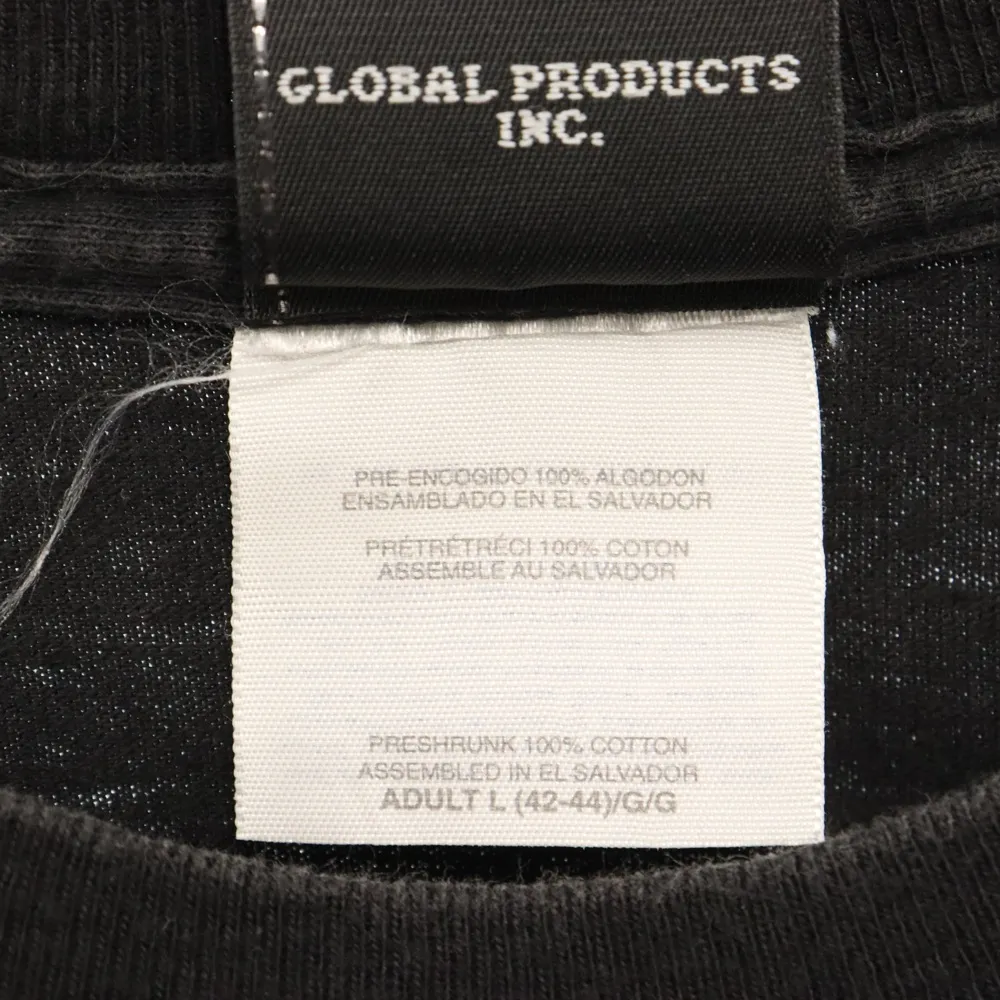 GLOBAL PRODUCTS
INC.
PRE-ENCOGIDO 100% ALGODON
ENSAMBLADO EN EL SALVADOR
PRÉTRÉTRÉCI 100% COTON
ASSEMBLE AU SALVADOR
PRESHRUNK 100% COTTON
ASSEMBLED IN EL SALVADOR
ADULT L (42-44)/G/G